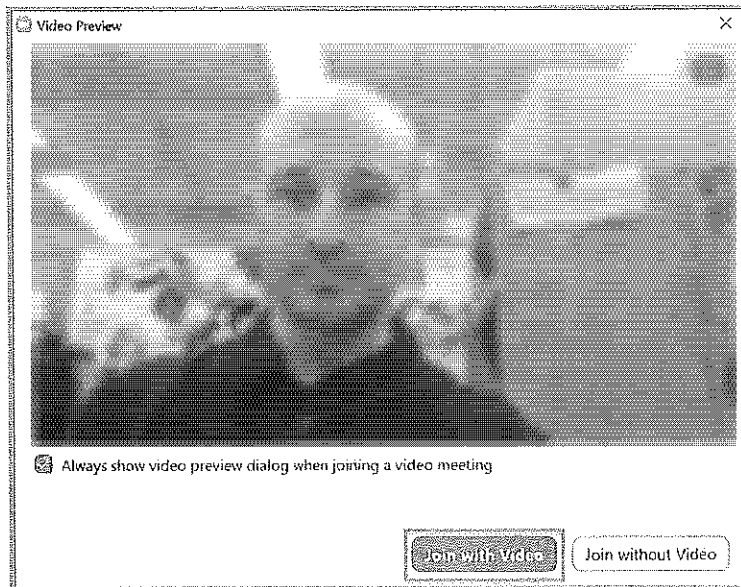 Video Preview
Always show video preview dialog when joining a video meeting
Join with Video
Join without Video